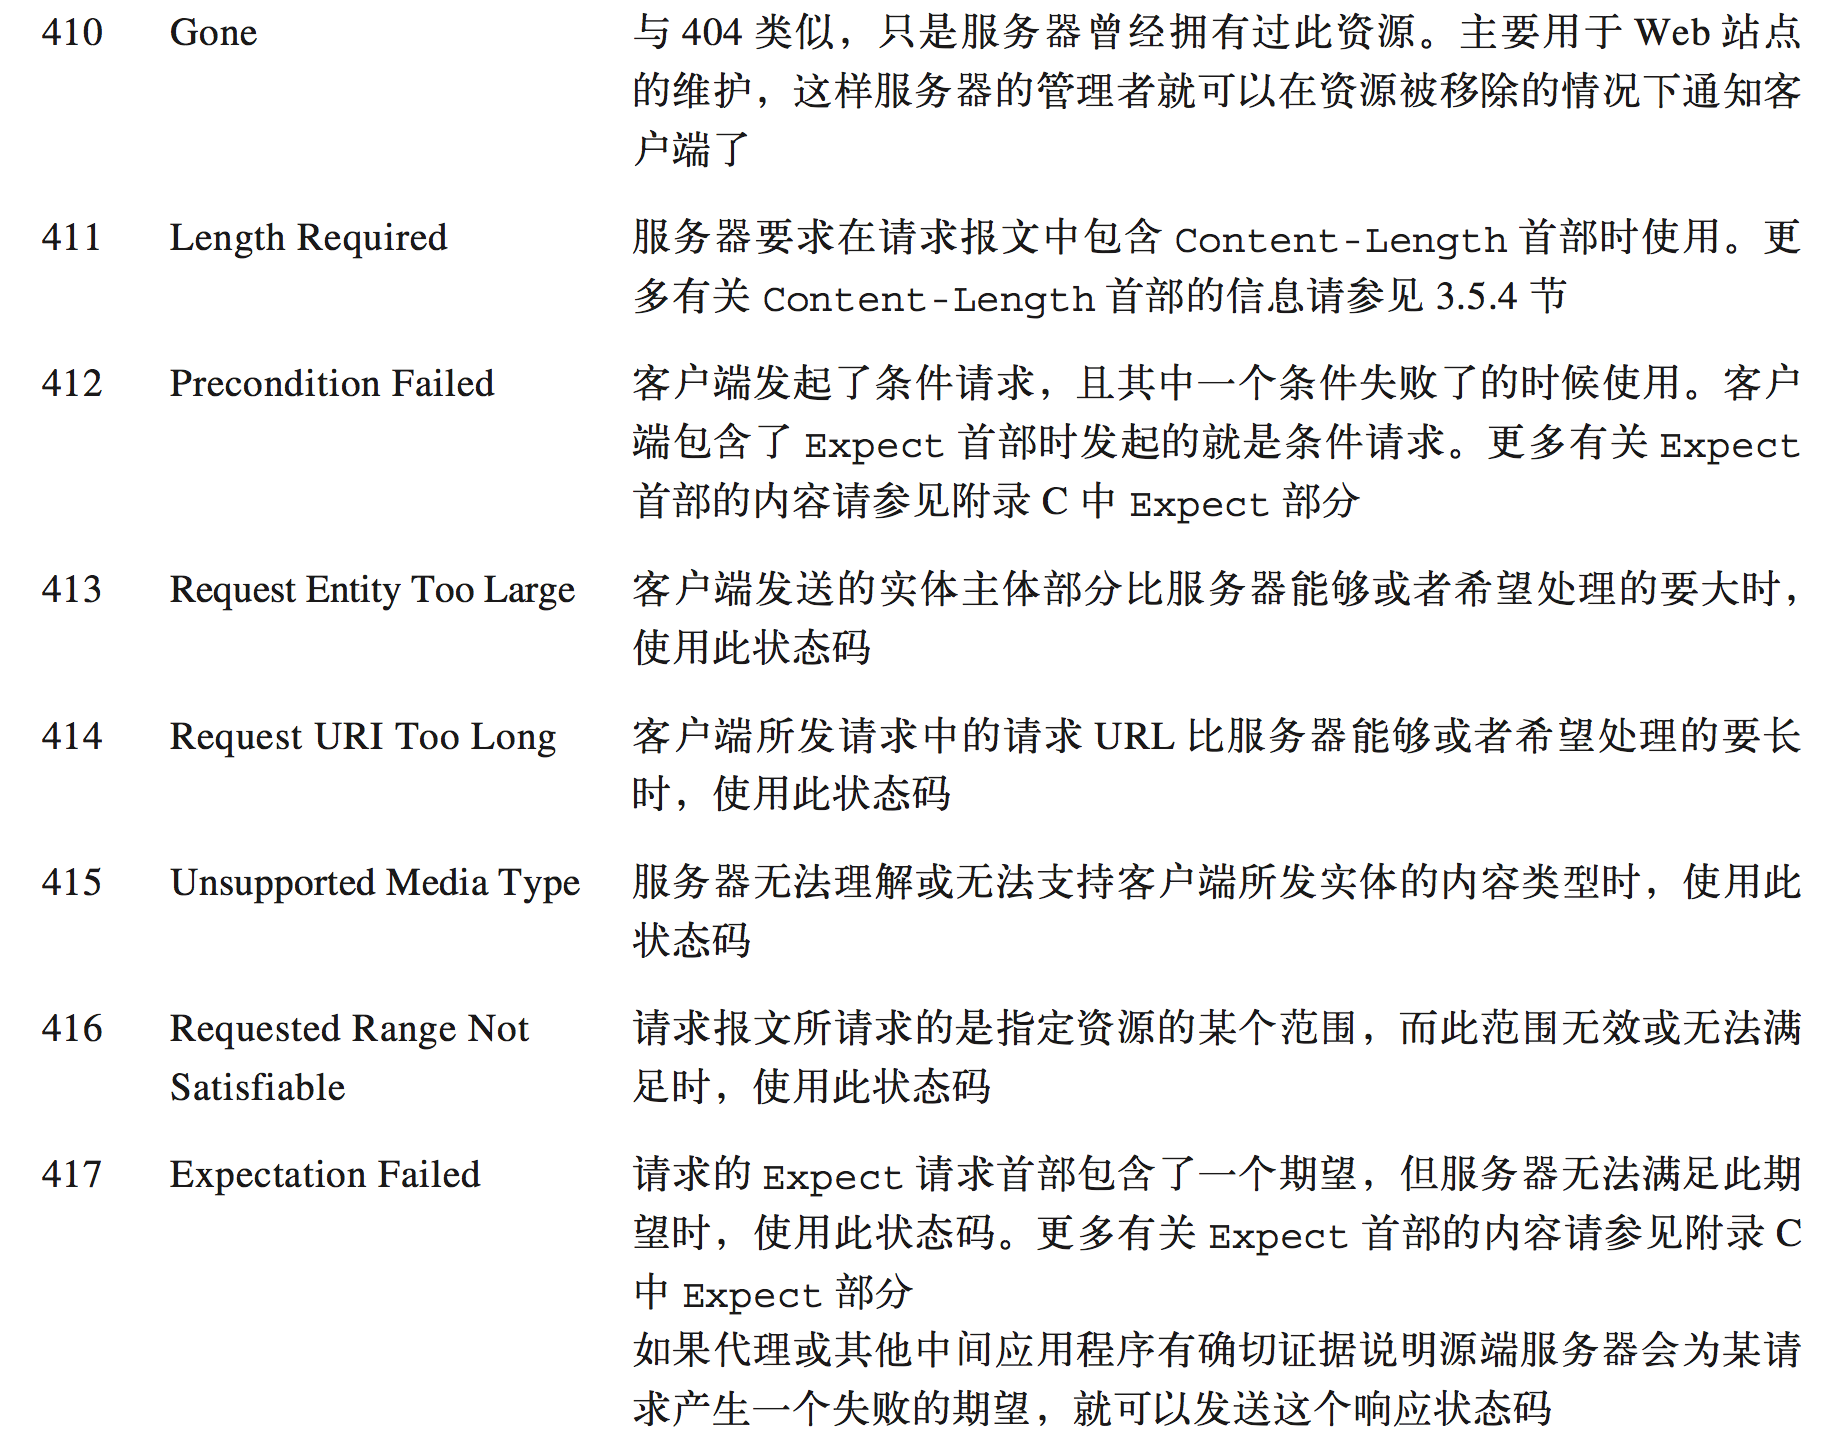 410 Gone 与 404 类似，只是服务器曾经拥有过此资源。主要用于 Web 站点
的维护，这样服务器的管理者就可以在资源被移除的情况下通知客
户端了
411 Length Required 服务器要求在请求报文中包含 Content-Length 首部时使用。更
多有关 Content-Length 首部的信息请参见 3.5.4 节
412 Precondition Failed 客户端发起了条件请求，且其中一个条件失败了的时候使用。客户
端包含了 Expect 首部时发起的就是条件请求。更多有关 Expect
首部的内容请参见附录 C 中 Expect 部分
413 Request Entity Too Large 客户端发送的实体主体部分比服务器能够或者希望处理的要大时，
使用此状态码
414 Request URI Too Long 客户端所发请求中的请求 URL 比服务器能够或者希望处理的要长
时，使用此状态码
415 Unsupported Media Type 服务器无法理解或无法支持客户端所发实体的内容类型时，使用此
状态码
416 Requested Range Not 请求报文所请求的是指定资源的某个范围，而此范围无效或无法满
Satisfiable 足时，使用此状态码
417 Expectation Failed 请求的 Expect 请求首部包含了一个期望，但服务器无法满足此期
望时，使用此状态码。更多有关 Expect 首部的内容请参见附录 C
中 Expect 部分
如果代理或其他中间应用程序有确切证据说明源端服务器会为某请
求产生一个失败的期望，就可以发送这个响应状态码